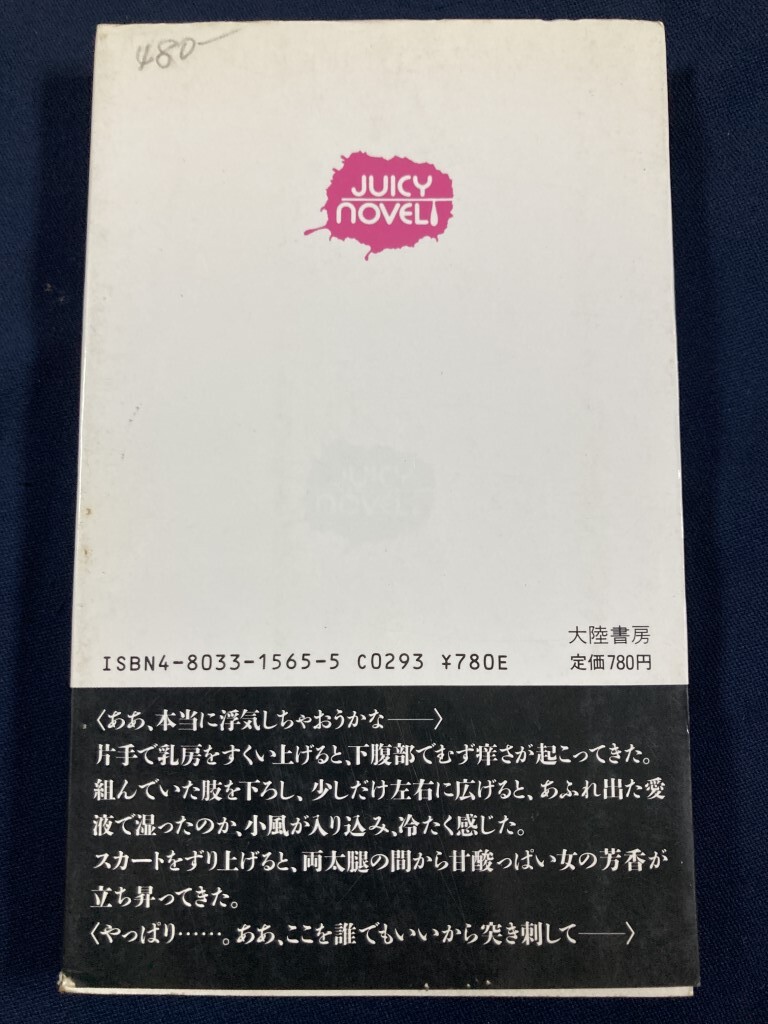 480-
JUICY
NOVEL
大陸書房
ISBN4-8033-1565-5 C0293 ¥780E
定価780円
〈ああ、本当に浮気しちゃおうかな――〉
片手で乳房をすくい上げると、下腹部でむず痒さが起こってきた。
組んでいた肢を下ろし、少しだけ左右に広げると、あふれ出た愛
液で湿ったのか、小風が入り込み、冷たく感じた。
スカートをずり上げると、両太腿の間から甘酸っぱい女の芳香が
立ち昇ってきた。
〈やっぱり……。ああ、ここを誰でもいいから突き刺して――〉